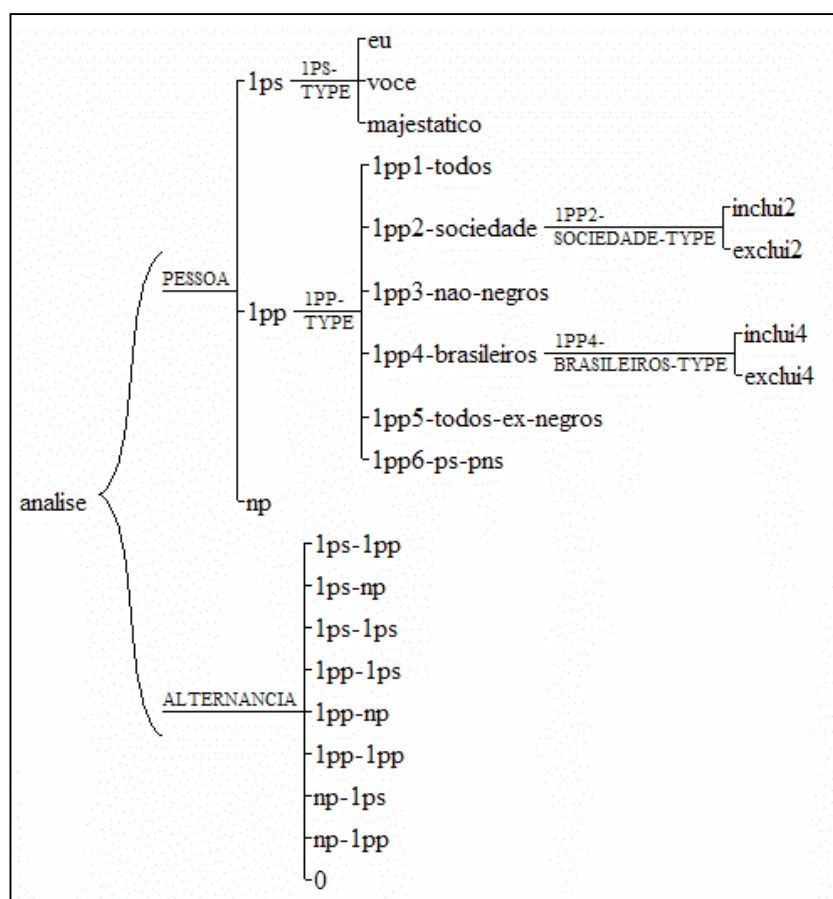 eu
1ps
1PS-
TYPE
voce
majestatico
1pp1-todos
1pp2-sociedade
1PP2-
SOCIEDADE-TYPE
inclui2
exclui2
PESSOA
1pp
1PP-
TYPE
1pp3-nao-negros
1pp4-brasileiros
1PP4-
BRASILEIROS-TYPE
inclui4
exclui4
1pp5-todos-ex-negros
1pp6-ps-pns
np
analise
1ps-1pp
1ps-np
1ps-1ps
1pp-1ps
ALTERNANCIA
1pp-np
1pp-1pp
np-1ps
np-1pp
0